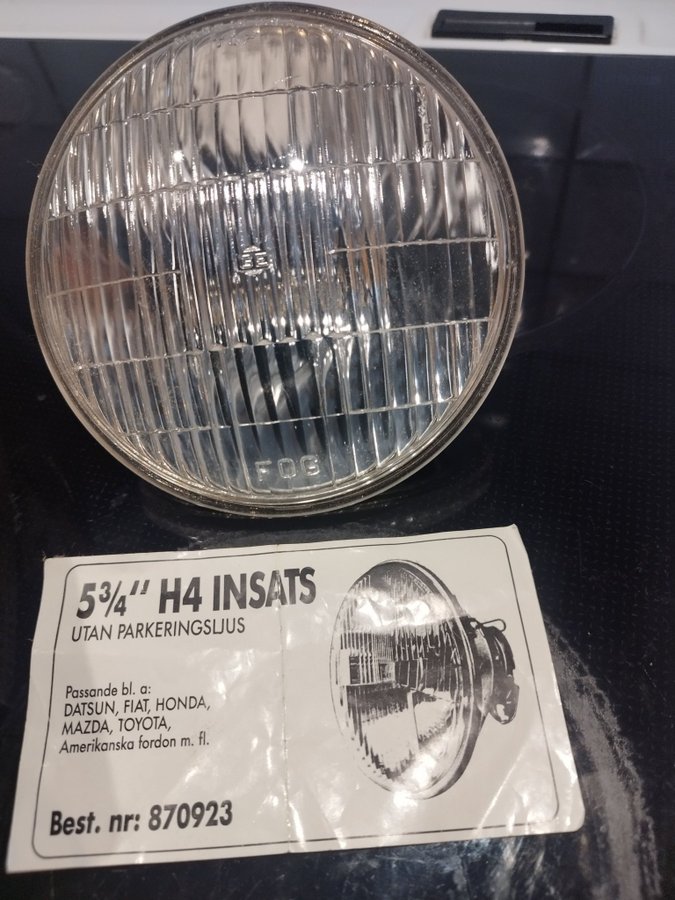 FOG
5¾" H4 INSATS
UTAN PARKERINGSLJUS
Passande bl. a:
DATSUN, FIAT, HONDA,
MAZDA, TOYOTA,
Amerikanska fordon m. fl.
Best. nr: 870923